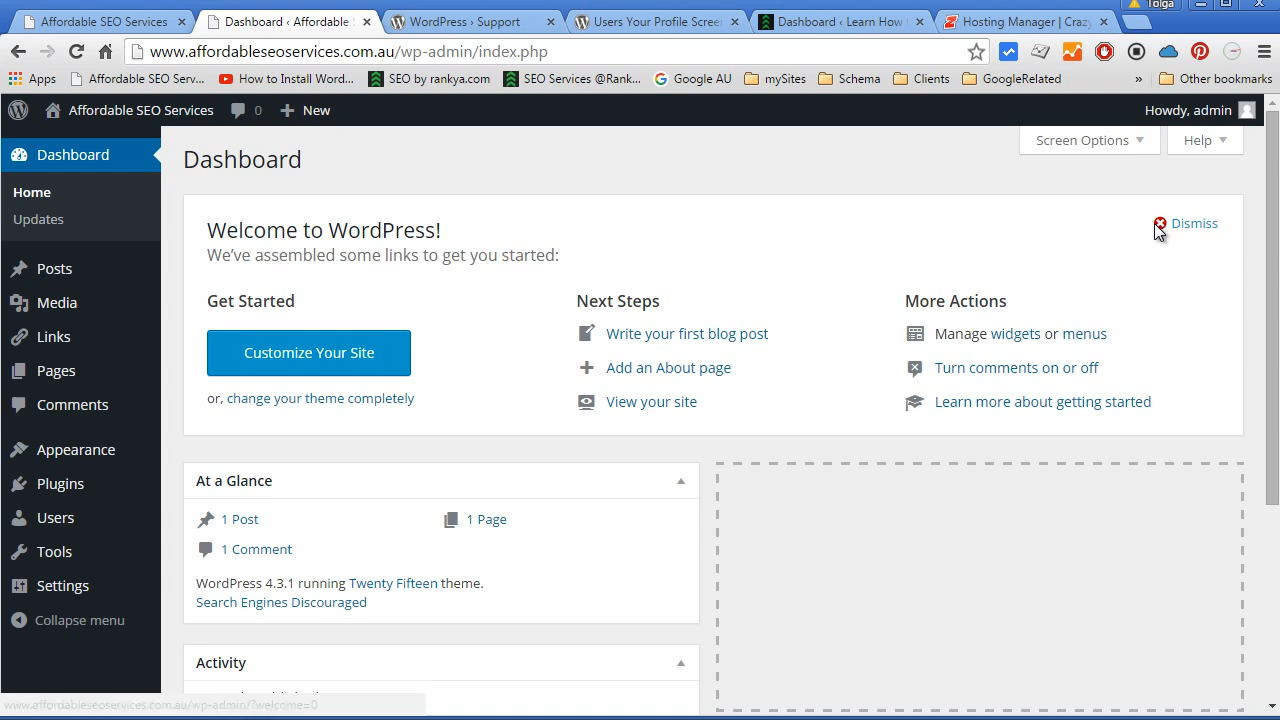 Tolga
Affordable SEO Services
Dashboard ‹ Affordable
WordPress › Support
Users Your Profile Screen
Dashboard ‹ Learn How
Hosting Manager | Crazy
www.affordableseoservices.com.au/wp-admin/index.php
Apps
Affordable SEO Serv...
How to Install Wor...
SEO by rankya.com
SEO Services @Rank...
Google AU
mySites
Schema
Clients
GoogleRelated
»
Other bookmarks
Affordable SEO Services
0
New
Howdy, admin
Dashboard
Home
Updates
Posts
Media
Links
Pages
Comments
Appearance
Plugins
Users
Tools
Settings
Collapse menu
Screen Options
Help
Dashboard
Welcome to WordPress!
We've assembled some links to get you started:
Dismiss
Get Started
Customize Your Site
or, change your theme completely
Next Steps
Write your first blog post
Add an About page
View your site
More Actions
Manage widgets or menus
Turn comments on or off
Learn more about getting started
At a Glance
1 Post
1 Page
1 Comment
WordPress 4.3.1 running Twenty Fifteen theme.
Search Engines Discouraged
Activity
www.affordableseoservices.com.au/wp-admin/?welcome=0